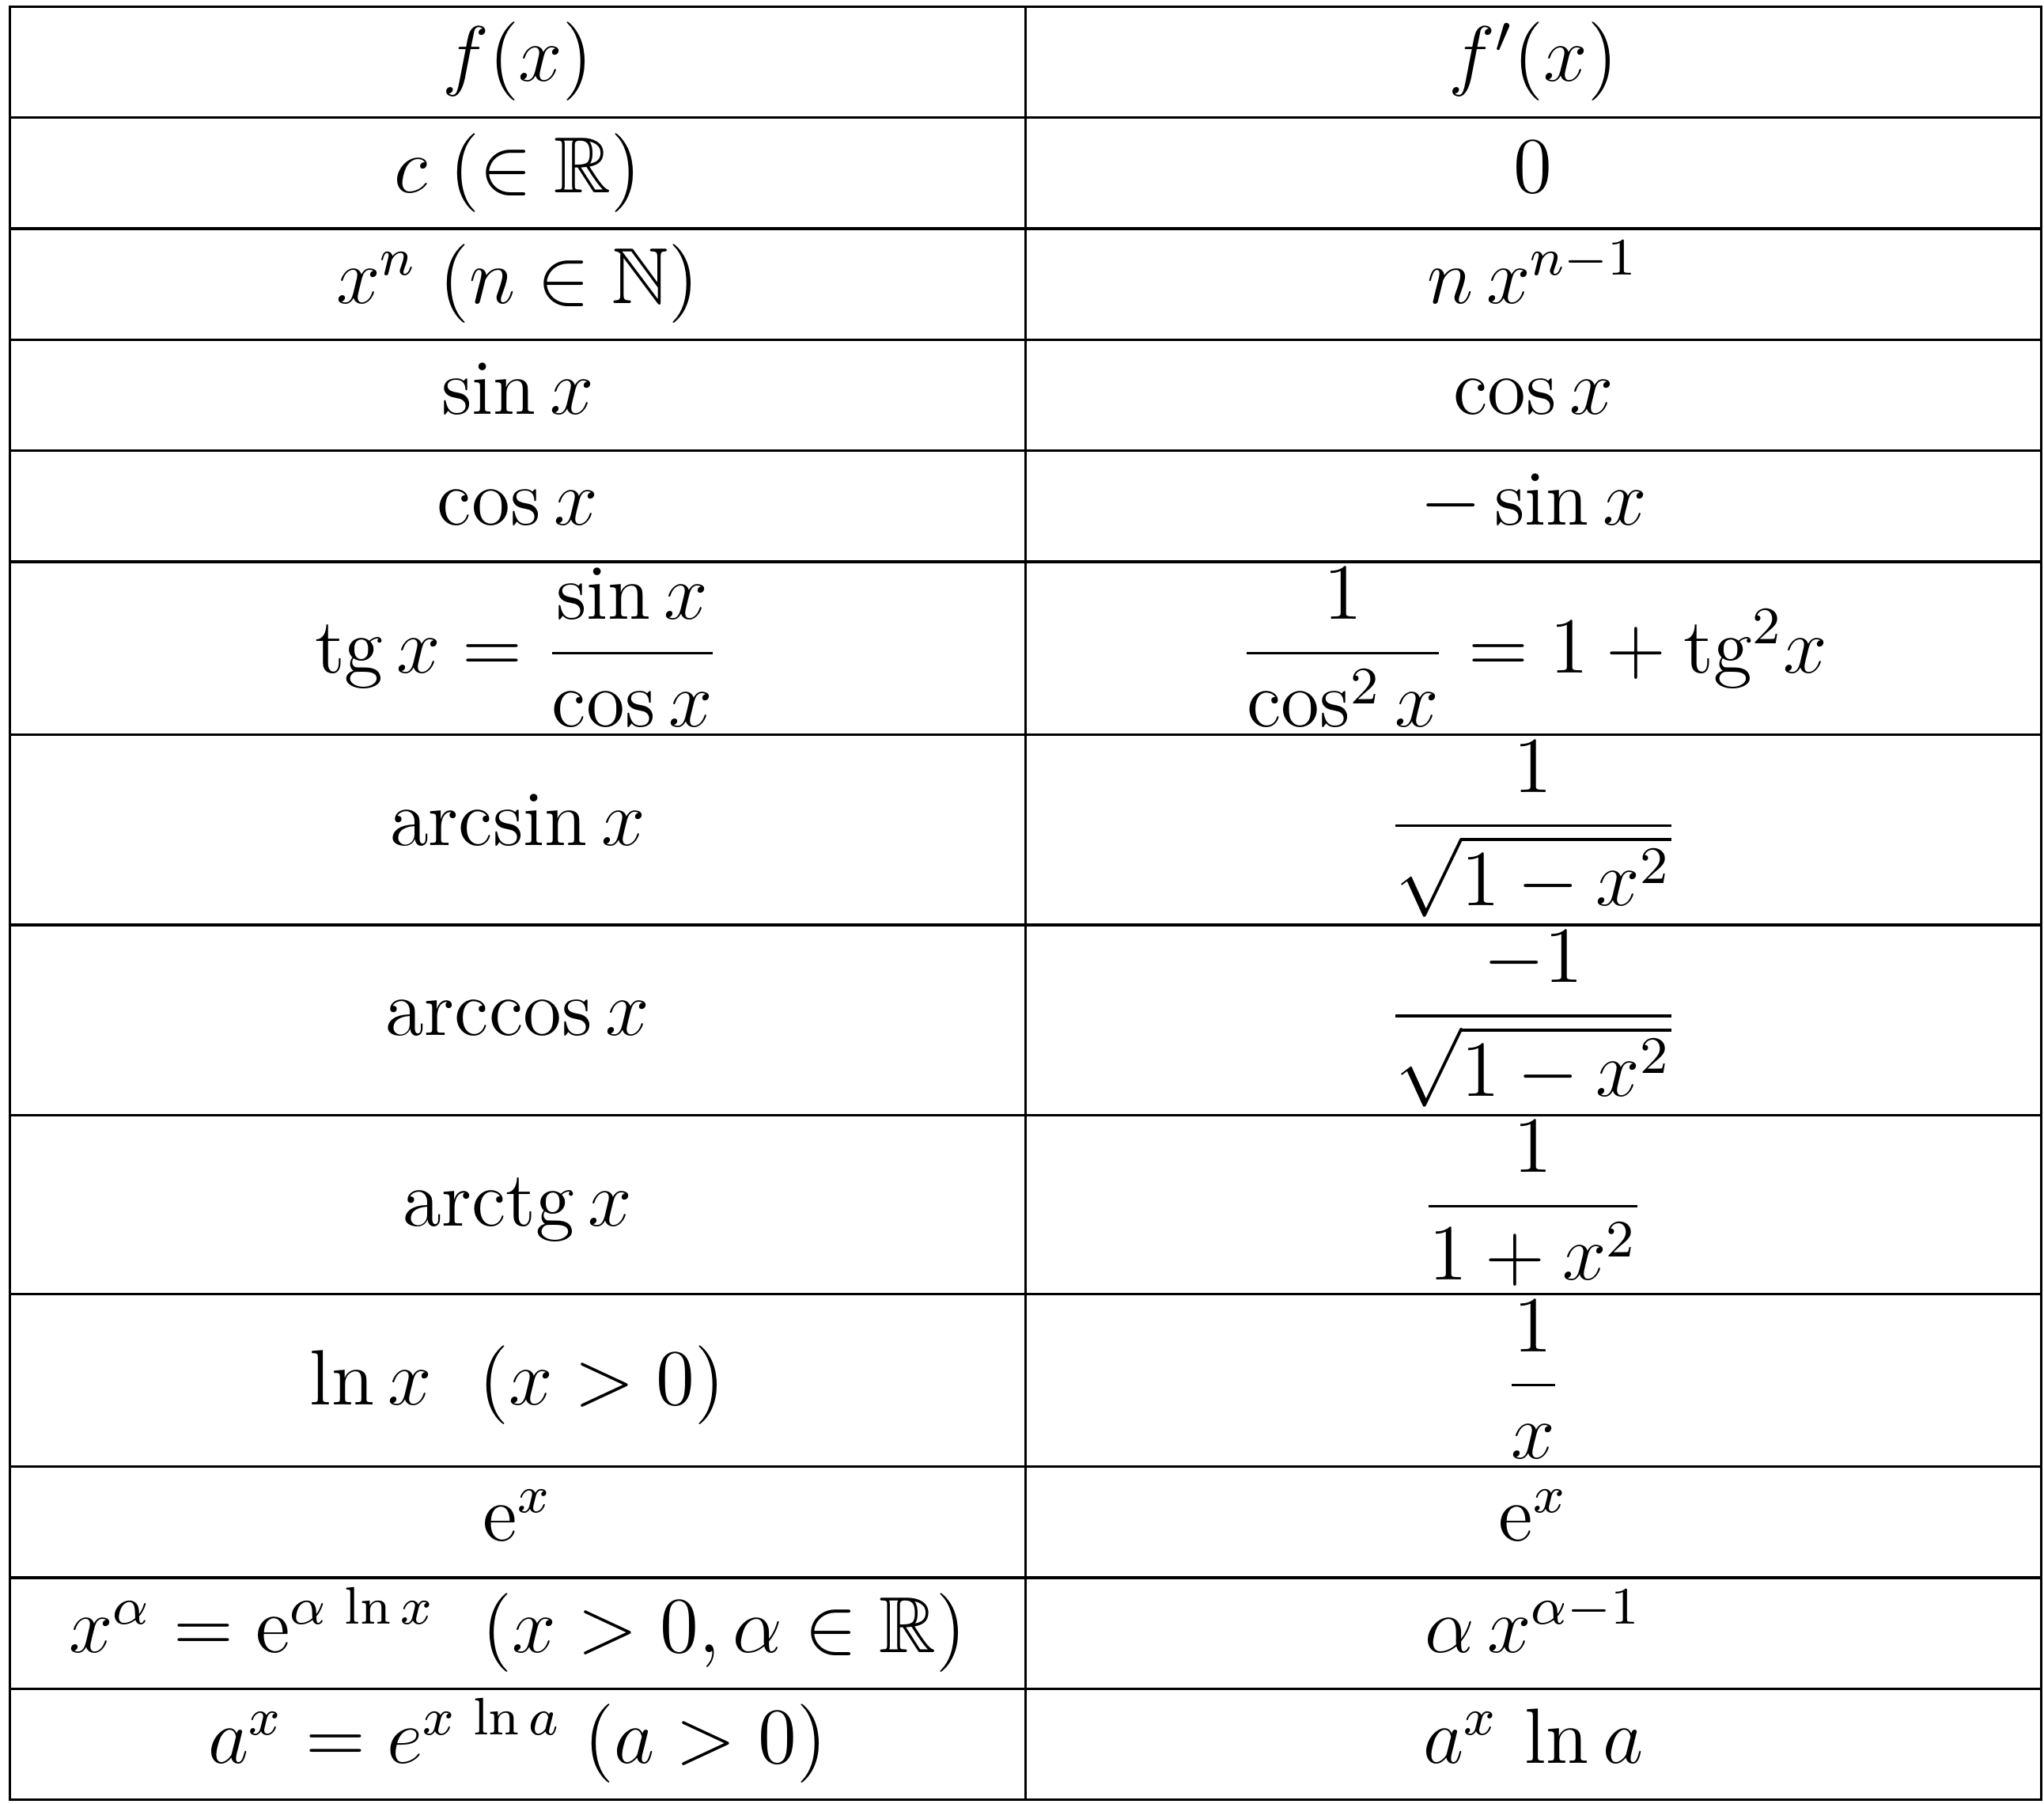 f(x) f′(x)
c (∈ ℝ) 0
xⁿ (n ∈ ℕ) n xⁿ⁻¹
sin x cos x
cos x − sin x
tg x = sin x / cos x 1 / cos² x = 1 + tg²x
arcsin x 1 / √(1 − x²)
arccos x −1 / √(1 − x²)
arctg x 1 / (1 + x²)
ln x (x > 0) 1 / x
eˣ eˣ
x^α = e^(α ln x) (x > 0, α ∈ ℝ) α x^(α−1)
aˣ = e^(x ln a) (a > 0) aˣ ln a